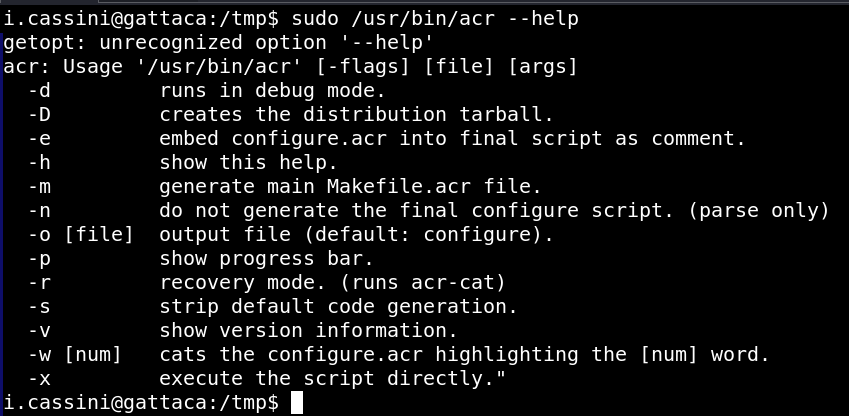 i.cassini@gattaca:/tmp$ sudo /usr/bin/acr --help
getopt: unrecognized option '--help'
acr: Usage '/usr/bin/acr' [-flags] [file] [args]
  -d         runs in debug mode.
  -D         creates the distribution tarball.
  -e         embed configure.acr into final script as comment.
  -h         show this help.
  -m         generate main Makefile.acr file.
  -n         do not generate the final configure script. (parse only)
  -o [file]  output file (default: configure).
  -p         show progress bar.
  -r         recovery mode. (runs acr-cat)
  -s         strip default code generation.
  -v         show version information.
  -w [num]   cats the configure.acr highlighting the [num] word.
  -x         execute the script directly."
i.cassini@gattaca:/tmp$